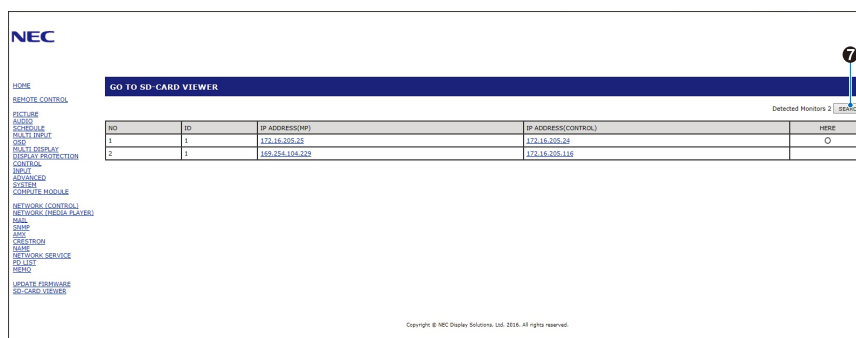 NEC
7
HOME
REMOTE CONTROL
PICTURE
AUDIO
SCHEDULE
MULTI INPUT
OSD
MULTI DISPLAY
DISPLAY PROTECTION
CONTROL
INPUT
ADVANCED
SYSTEM
COMPUTE MODULE
NETWORK (CONTROL)
NETWORK (MEDIA PLAYER)
MAIL
SNMP
AMX
CRESTRON
NAME
NETWORK SERVICE
PD LIST
MEMO
UPDATE FIRMWARE
SD-CARD VIEWER
GO TO SD-CARD VIEWER
Detected Monitors 2 SEARC
NO ID IP ADDRESS(MP) IP ADDRESS(CONTROL) HERE
1 1 172.16.205.25 172.16.205.24 O
2 1 169.254.104.229 172.16.205.116
Copyright © NEC Display Solutions, Ltd. 2016. All rights reserved.